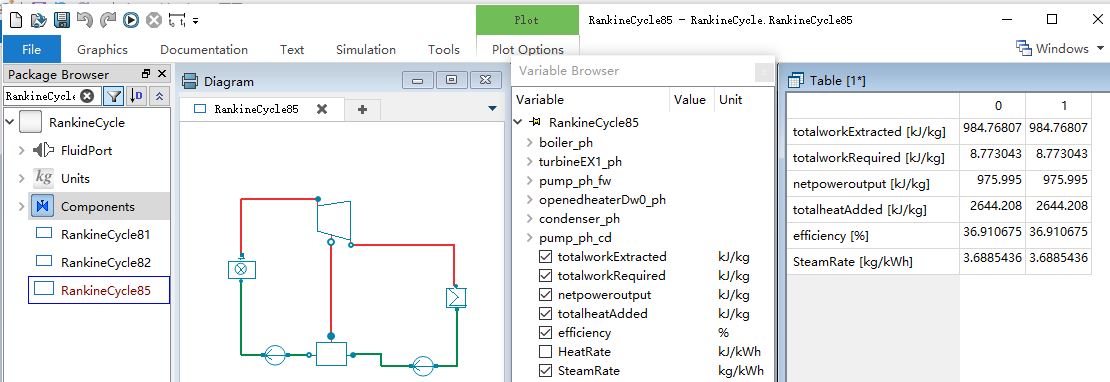 Plot
RankineCycle85 - RankineCycle.RankineCycle85
File
Graphics
Documentation
Text
Simulation
Tools
Plot Options
Windows
Package Browser
RankineCycl
RankineCycle
FluidPort
kg Units
Components
RankineCycle81
RankineCycle82
RankineCycle85
Diagram
RankineCycle85
Variable Browser
Variable Value Unit
RankineCycle85
boiler_ph
turbineEX1_ph
pump_ph_fw
openedheaterDw0_ph
condenser_ph
pump_ph_cd
totalworkExtracted kJ/kg
totalworkRequired kJ/kg
netpoweroutput kJ/kg
totalheatAdded kJ/kg
efficiency %
HeatRate kJ/kWh
SteamRate kg/kWh
Table [1*]
0 1
totalworkExtracted [kJ/kg] 984.76807 984.76807
totalworkRequired [kJ/kg] 8.773043 8.773043
netpoweroutput [kJ/kg] 975.995 975.995
totalheatAdded [kJ/kg] 2644.208 2644.208
efficiency [%] 36.910675 36.910675
SteamRate [kg/kWh] 3.6885436 3.6885436